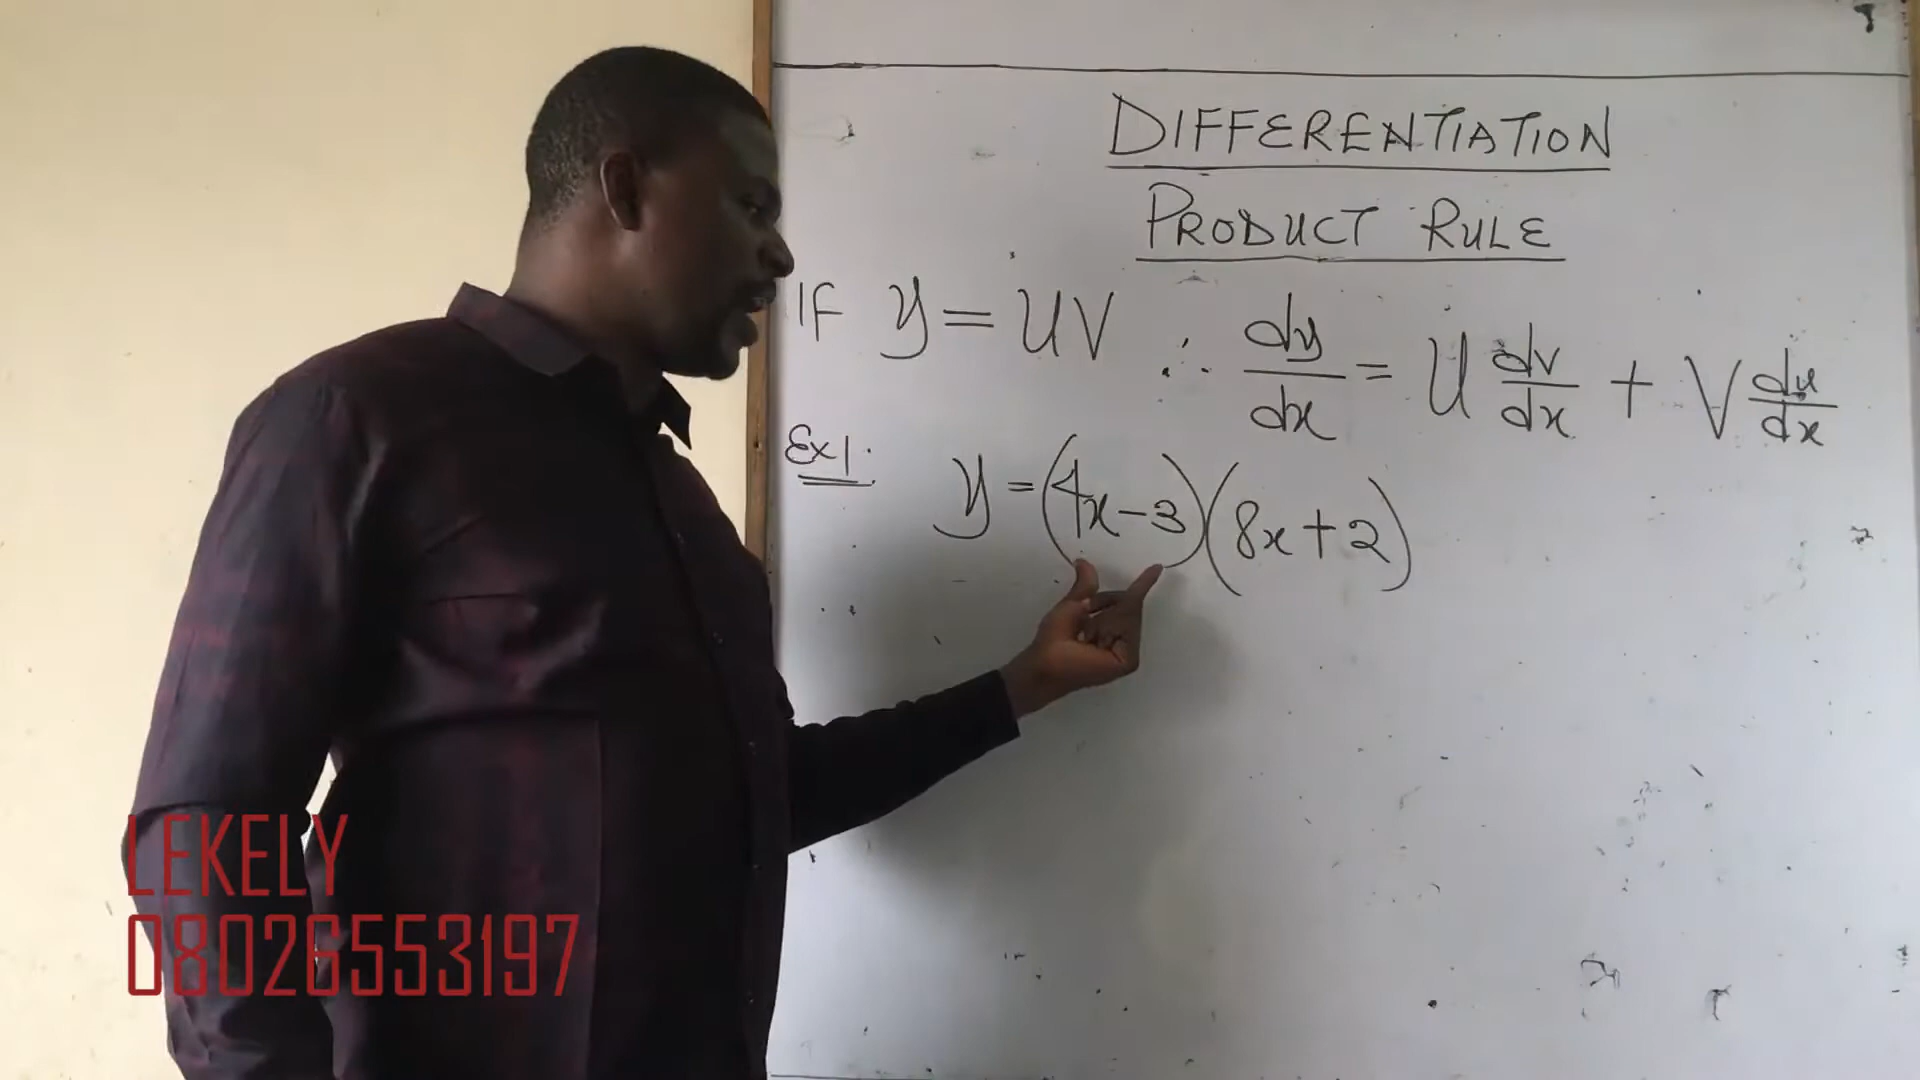 DIFFERENTIATION
PRODUCT RULE
IF y = UV ∴ dy/dx = U dv/dx + V du/dx
Ex1.
y = (4x-3)(8x+2)
LEKELY
08026553197